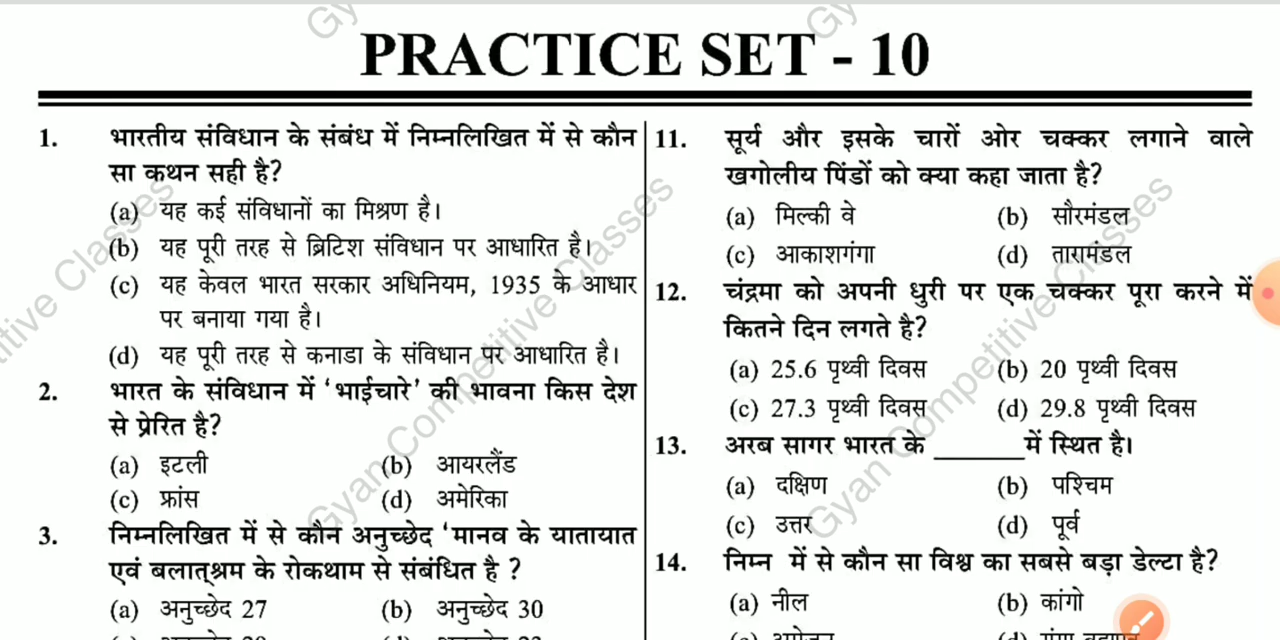 PRACTICE SET - 10
1. भारतीय संविधान के संबंध में निम्नलिखित में से कौन
सा कथन सही है?
(a) यह कई संविधानों का मिश्रण है।
(b) यह पूरी तरह से ब्रिटिश संविधान पर आधारित है।
(c) यह केवल भारत सरकार अधिनियम, 1935 के आधार
पर बनाया गया है।
(d) यह पूरी तरह से कनाडा के संविधान पर आधारित है।
2. भारत के संविधान में ‘भाईचारे’ की भावना किस देश
से प्रेरित है?
(a) इटली (b) आयरलैंड
(c) फ्रांस (d) अमेरिका
3. निम्नलिखित में से कौन अनुच्छेद ‘मानव के यातायात
एवं बलात्श्रम के रोकथाम से संबंधित है ?
(a) अनुच्छेद 27 (b) अनुच्छेद 30
11. सूर्य और इसके चारों ओर चक्कर लगाने वाले
खगोलीय पिंडों को क्या कहा जाता है?
(a) मिल्की वे (b) सौरमंडल
(c) आकाशगंगा (d) तारामंडल
12. चंद्रमा को अपनी धुरी पर एक चक्कर पूरा करने में
कितने दिन लगते है?
(a) 25.6 पृथ्वी दिवस (b) 20 पृथ्वी दिवस
(c) 27.3 पृथ्वी दिवस (d) 29.8 पृथ्वी दिवस
13. अरब सागर भारत के ______में स्थित है।
(a) दक्षिण (b) पश्चिम
(c) उत्तर (d) पूर्व
14. निम्न में से कौन सा विश्व का सबसे बड़ा डेल्टा है?
(a) नील (b) कांगो
Gyan Competitive Classes
Gyan Competitive Classes